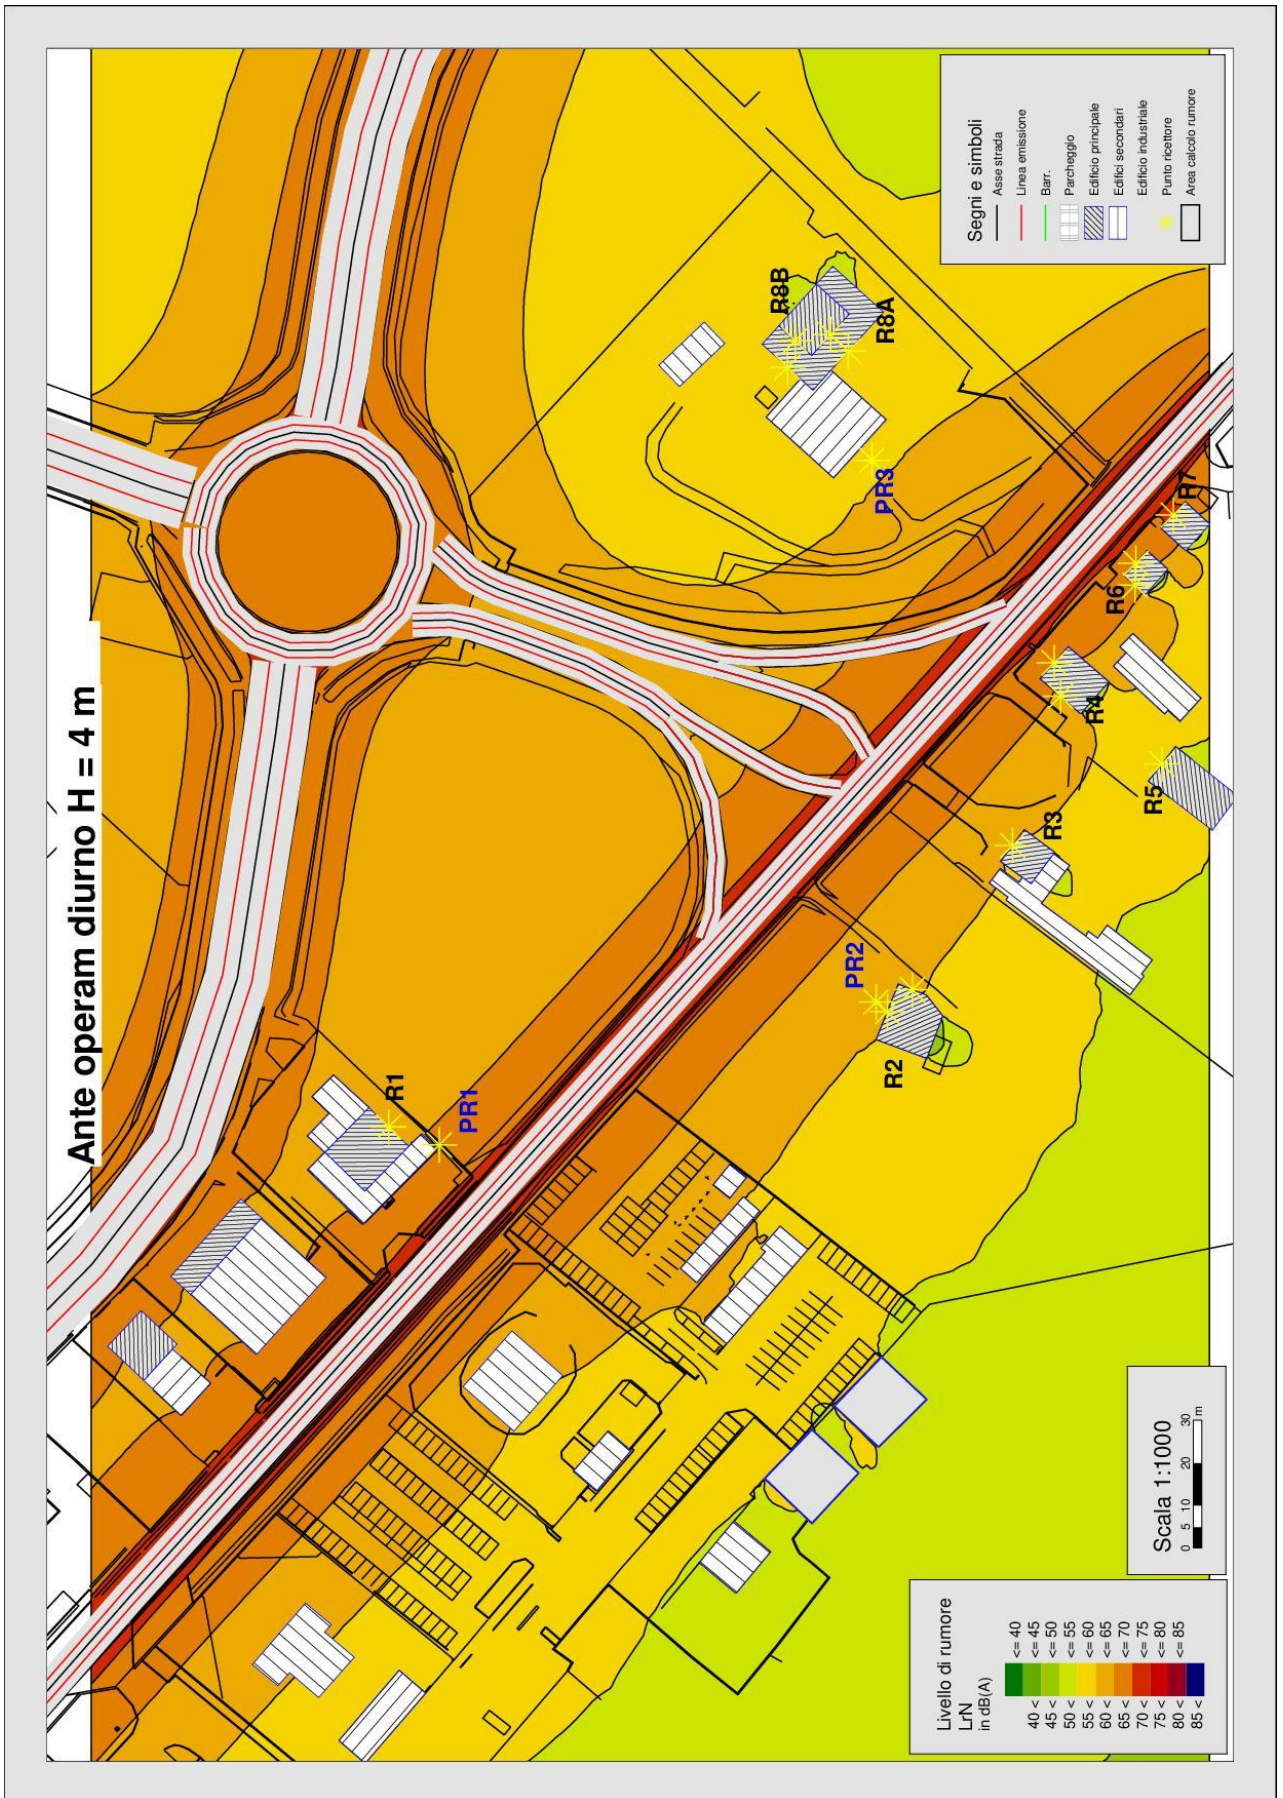 Ante operam diurno H = 4 m
R1
PR1
PR2
R2
R3
R5
R4
R6
R7
PR3
R8A
R8B
Segni e simboli
Asse strada
Linea emissione
Barr.
Parcheggio
Edificio principale
Edifici secondari
Edificio industriale
Punto ricettore
Area calcolo rumore
Livello di rumore
LrN
in dB(A)
<= 40
40 < <= 45
45 < <= 50
50 < <= 55
55 < <= 60
60 < <= 65
65 < <= 70
70 < <= 75
75 < <= 80
80 < <=85
85 <
Scala 1:1000
0 5 10 20 30
m